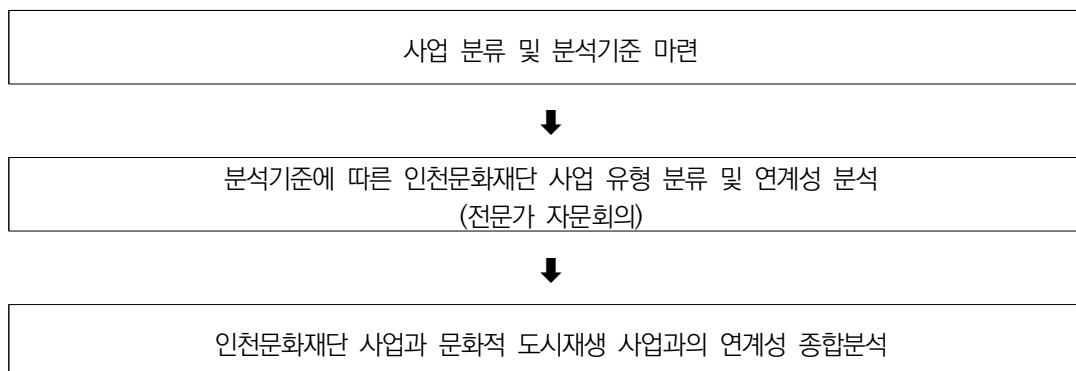 사업 분류 및 분석기준 마련
분석기준에 따른 인천문화재단 사업 유형 분류 및 연계성 분석
(전문가 자문회의)
인천문화재단 사업과 문화적 도시재생 사업과의 연계성 종합분석